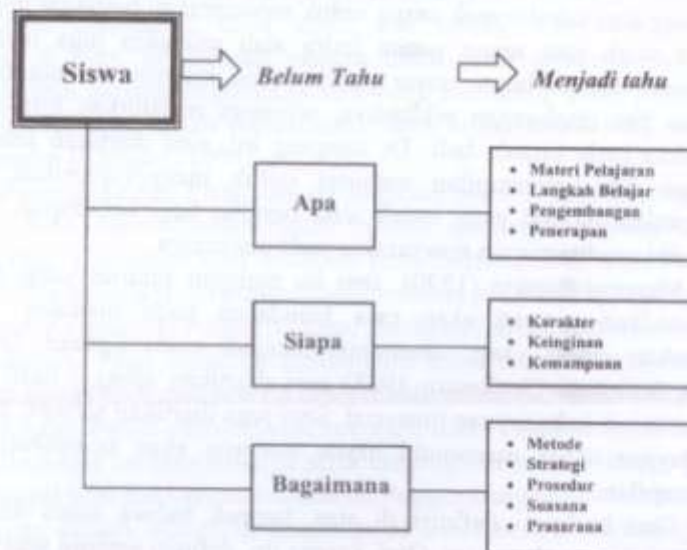 Siswa
Belum Tahu
Menjadi tahu
Apa
• Materi Pelajaran
• Langkah Belajar
• Pengembangan
• Penerapan
Siapa
• Karakter
• Keinginan
• Kemampuan
Bagaimana
• Metode
• Strategi
• Prosedur
• Suasana
• Prasarana